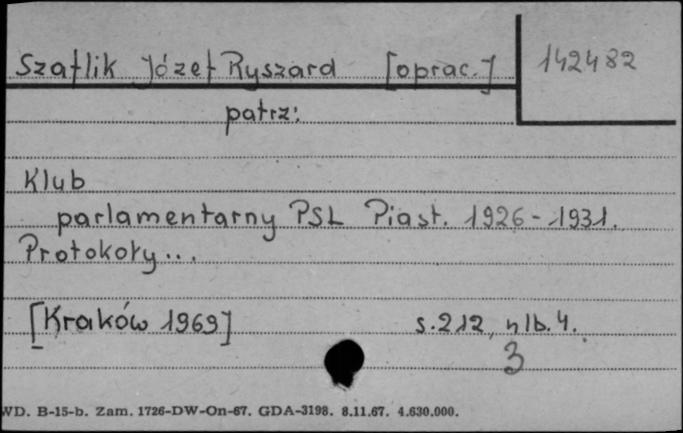 Szaflik Józef Ryszard [oprac.] 142482
patrz:
Klub
parlamentarny PSL Piast. 1926-1931.
Protokoły...
[Kraków 1969] s.212, nlb.4.
3
WD. B-15-b. Zam. 1726-DW-On-67. GDA-3198. 8.11.67. 4.630.000.